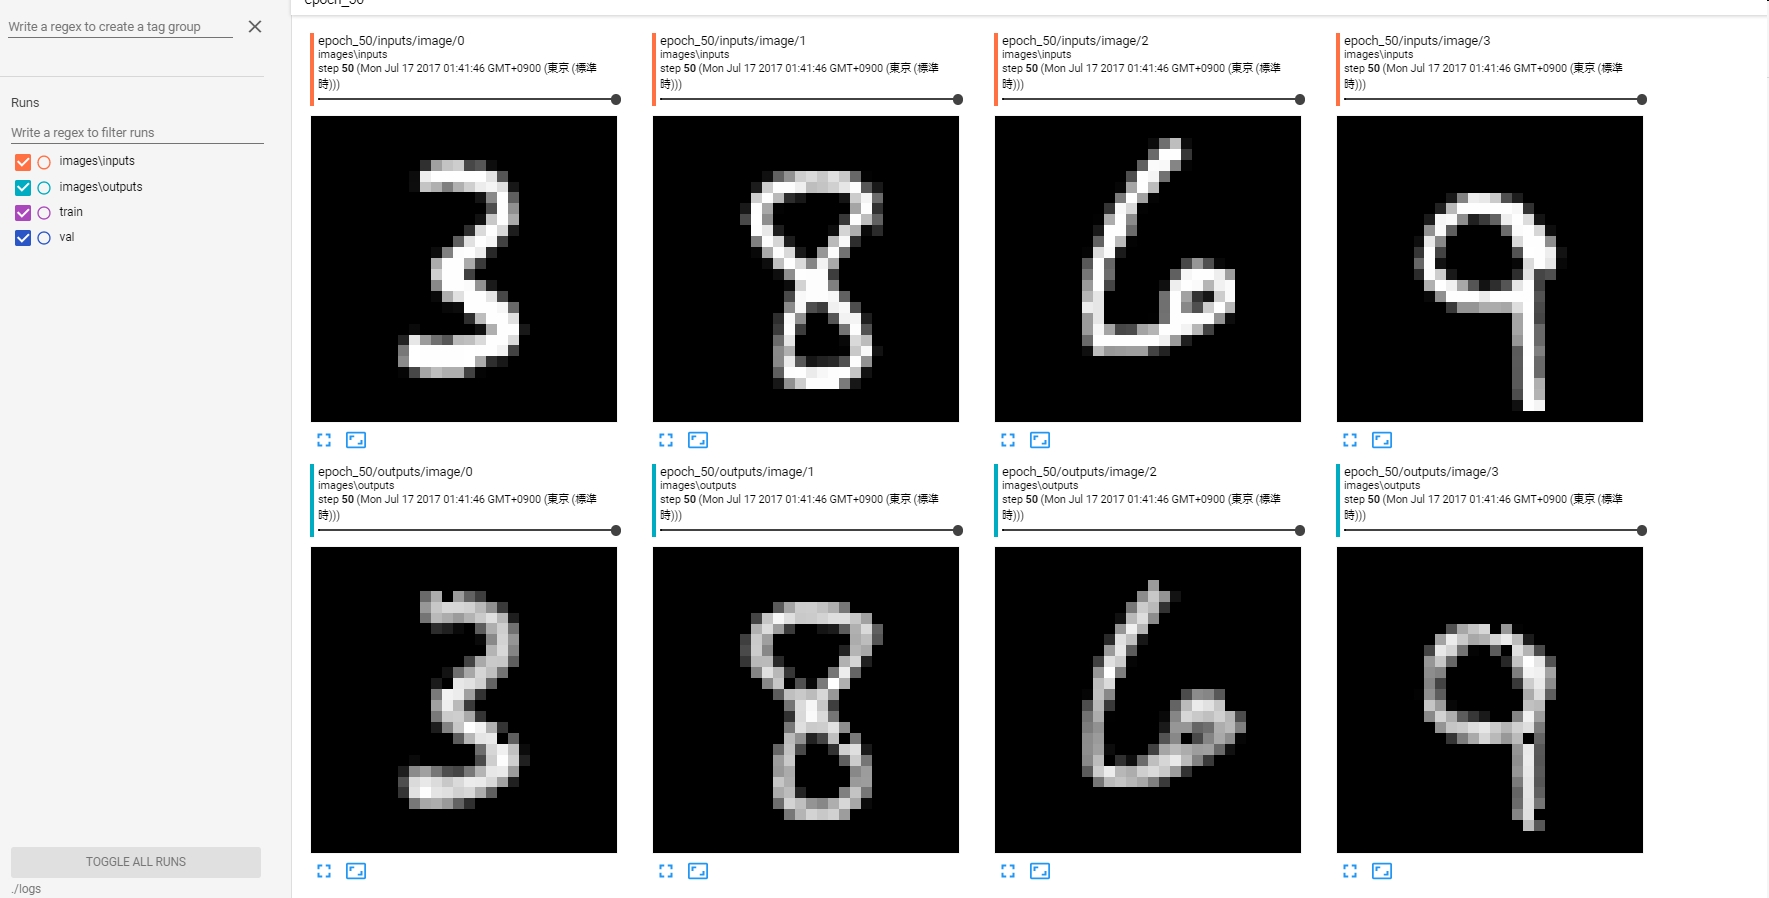 epoch_50
Write a regex to create a tag group
Runs
Write a regex to filter runs
images\inputs
images\outputs
train
val
TOGGLE ALL RUNS
./logs
epoch_50/inputs/image/0
images\inputs
step 50 (Mon Jul 17 2017 01:41:46 GMT+0900 (東京 (標準
時)))
epoch_50/inputs/image/1
images\inputs
step 50 (Mon Jul 17 2017 01:41:46 GMT+0900 (東京 (標準
時)))
epoch_50/inputs/image/2
images\inputs
step 50 (Mon Jul 17 2017 01:41:46 GMT+0900 (東京 (標準
時)))
epoch_50/inputs/image/3
images\inputs
step 50 (Mon Jul 17 2017 01:41:46 GMT+0900 (東京 (標準
時)))
3
8
6
9
epoch_50/outputs/image/0
images\outputs
step 50 (Mon Jul 17 2017 01:41:46 GMT+0900 (東京 (標準
時)))
epoch_50/outputs/image/1
images\outputs
step 50 (Mon Jul 17 2017 01:41:46 GMT+0900 (東京 (標準
時)))
epoch_50/outputs/image/2
images\outputs
step 50 (Mon Jul 17 2017 01:41:46 GMT+0900 (東京 (標準
時)))
epoch_50/outputs/image/3
images\outputs
step 50 (Mon Jul 17 2017 01:41:46 GMT+0900 (東京 (標準
時)))
3
8
6
9